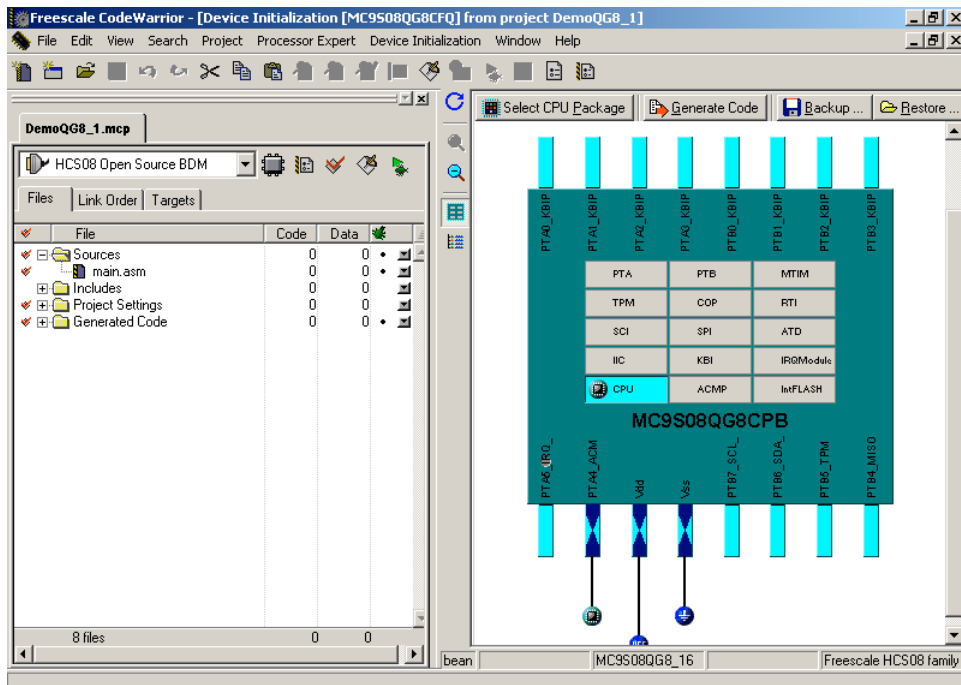 Freescale CodeWarrior - [Device Initialization [MC9S08QG8CFQ] from project DemoQG8_1]
File Edit View Search Project Processor Expert Device Initialization Window Help
DemoQG8_1.mcp
HCS08 Open Source BDM
Files Link Order Targets
File Code Data
Sources 0 0
main.asm 0 0
Includes 0 0
Project Settings 0 0
Generated Code 0 0
8 files 0 0
Select CPU Package Generate Code Backup ... Restore ...
PTA0_KBIP PTA1_KBIP PTA2_KBIP PTA3_KBIP PTB0_KBIP PTB1_KBIP PTB2_KBIP PTB3_KBIP
PTA PTB MTIM
TPM COP RTI
SCI SPI ATD
IIC KBI IRQModule
CPU ACMP IntFLASH
MC9S08QG8CPB
PTA5_IRQ_ PTA4_ACM Vdd Vss PTB7_SCL_ PTB6_SDA_ PTB5_TPM PTB4_MISO
bean MC9S08QG8_16 Freescale HCS08 family